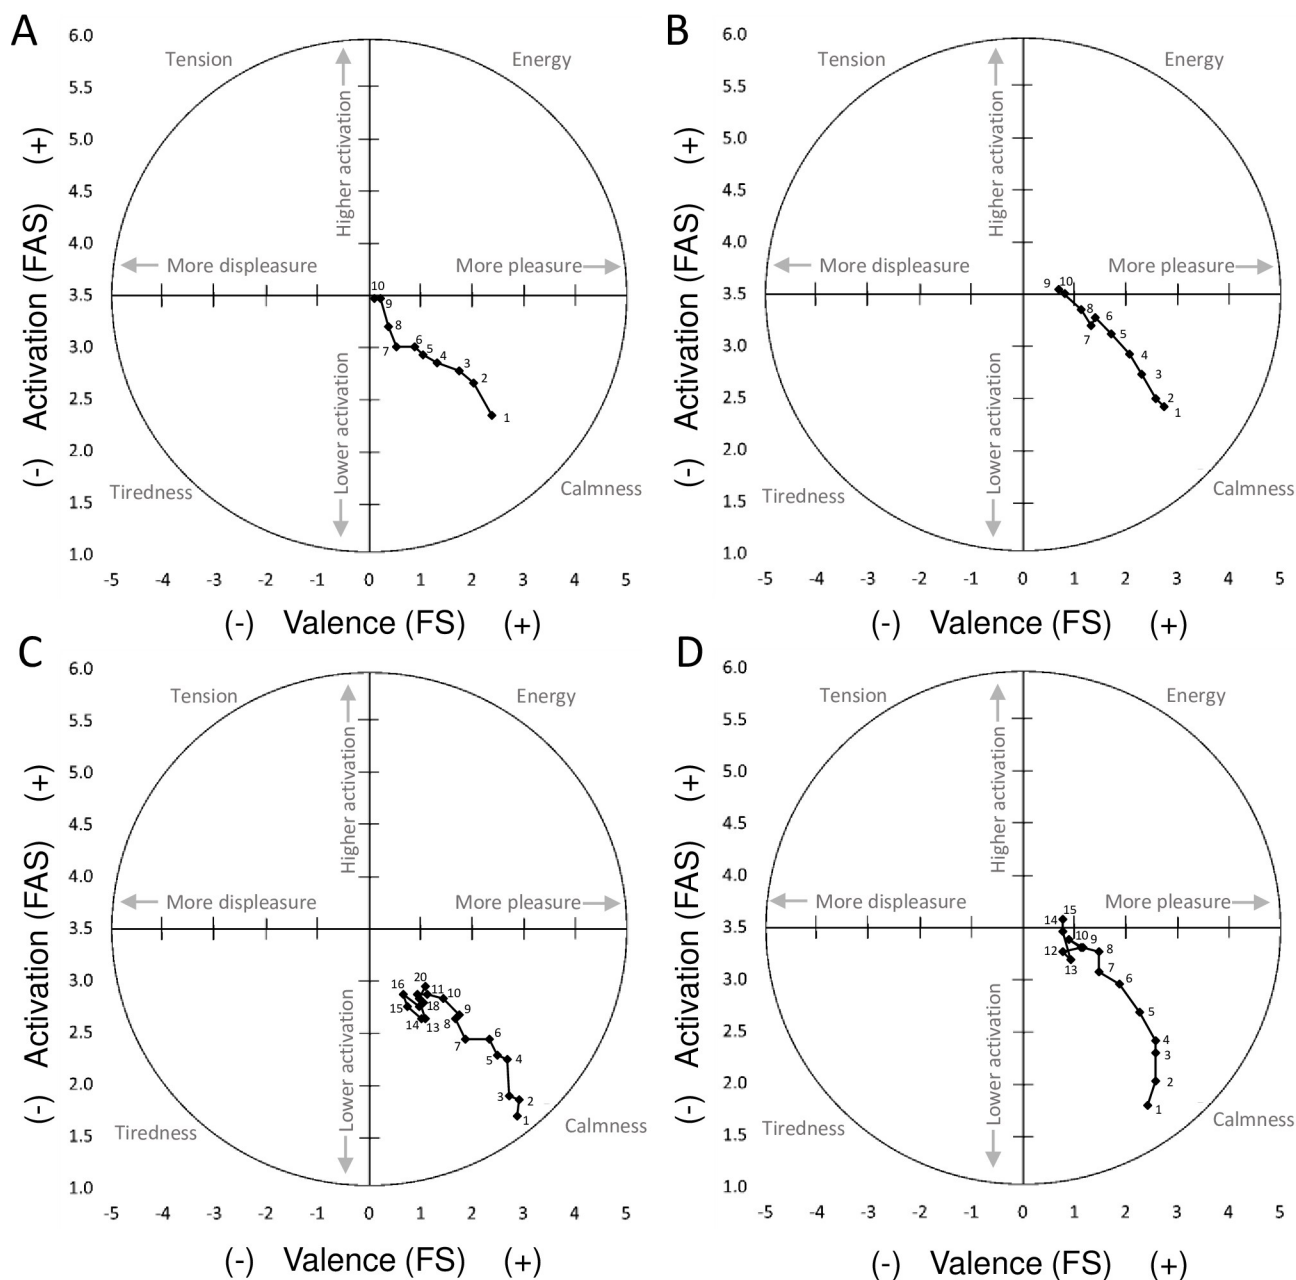 A
6.0
Tension
Energy
5.5
Activation (FAS) (+) (-)
5.0
Higher activation
4.5
4.0
More displeasure
More pleasure
3.5
10
9
8
7
6
5
4
3
2
1
3.0
Lower activation
2.5
2.0
Tiredness
Calmness
1.5
1.0
-5 -4 -3 -2 -1 0 1 2 3 4 5
(-) Valence (FS) (+)
B
6.0
Tension
Energy
5.5
Activation (FAS) (+) (-)
5.0
Higher activation
4.5
4.0
More displeasure
More pleasure
3.5
9
10
8
6
7
5
4
3
2
1
3.0
Lower activation
2.5
2.0
Tiredness
Calmness
1.5
1.0
-5 -4 -3 -2 -1 0 1 2 3 4 5
(-) Valence (FS) (+)
C
6.0
Tension
Energy
5.5
Activation (FAS) (+) (-)
5.0
Higher activation
4.5
4.0
More displeasure
More pleasure
3.5
3.0
20
16
11
10
15
18
9
14
13
8
7
6
5
4
3
2
1
Lower activation
2.5
2.0
Tiredness
Calmness
1.5
1.0
-5 -4 -3 -2 -1 0 1 2 3 4 5
(-) Valence (FS) (+)
D
6.0
Tension
Energy
5.5
Activation (FAS) (+) (-)
5.0
Higher activation
4.5
4.0
More displeasure
More pleasure
3.5
15
14
10
9
12
8
13
7
6
5
4
3
2
1
3.0
Lower activation
2.5
2.0
Tiredness
Calmness
1.5
1.0
-5 -4 -3 -2 -1 0 1 2 3 4 5
(-) Valence (FS) (+)